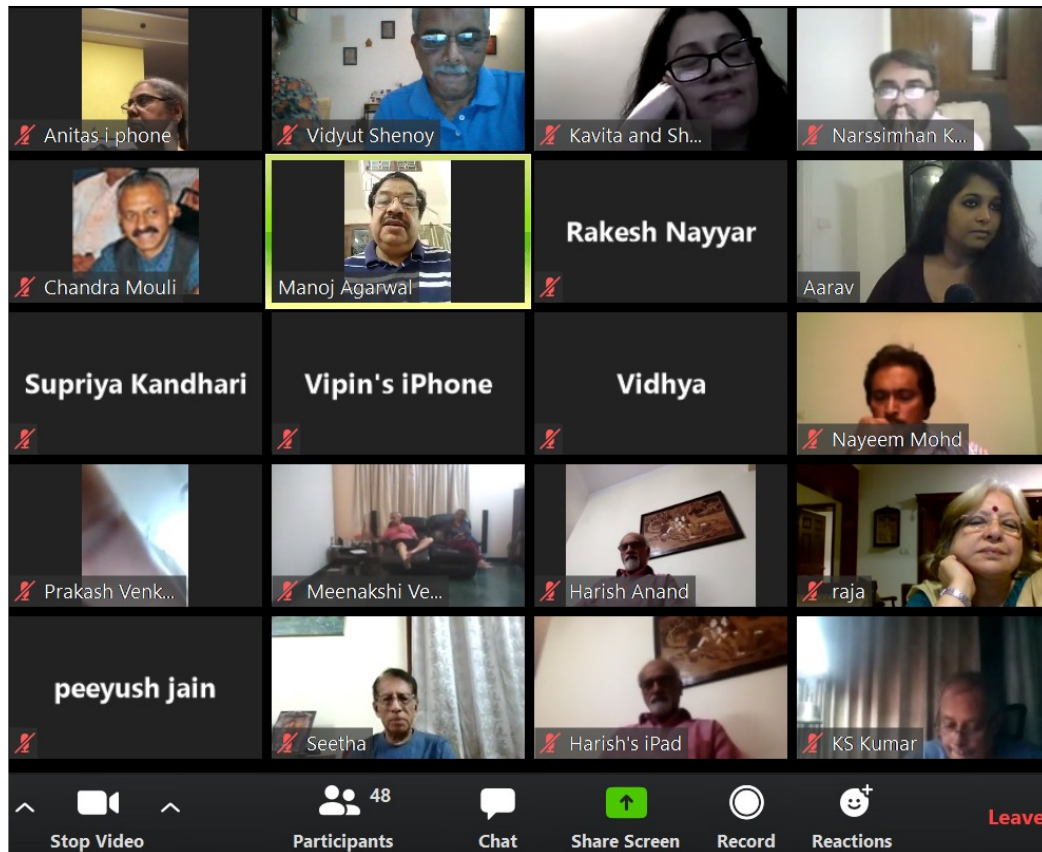 Anitas i phone
Vidyut Shenoy
Kavita and Sh...
Narssimhan K...
Chandra Mouli
Manoj Agarwal
Rakesh Nayyar
Aarav
Supriya Kandhari
Vipin's iPhone
Vidhya
Nayeem Mohd
Prakash Venk...
Meenakshi Ve...
Harish Anand
raja
peeyush jain
Seetha
Harish's iPad
KS Kumar
48
Stop Video
Participants
Chat
Share Screen
Record
Reactions
Leave